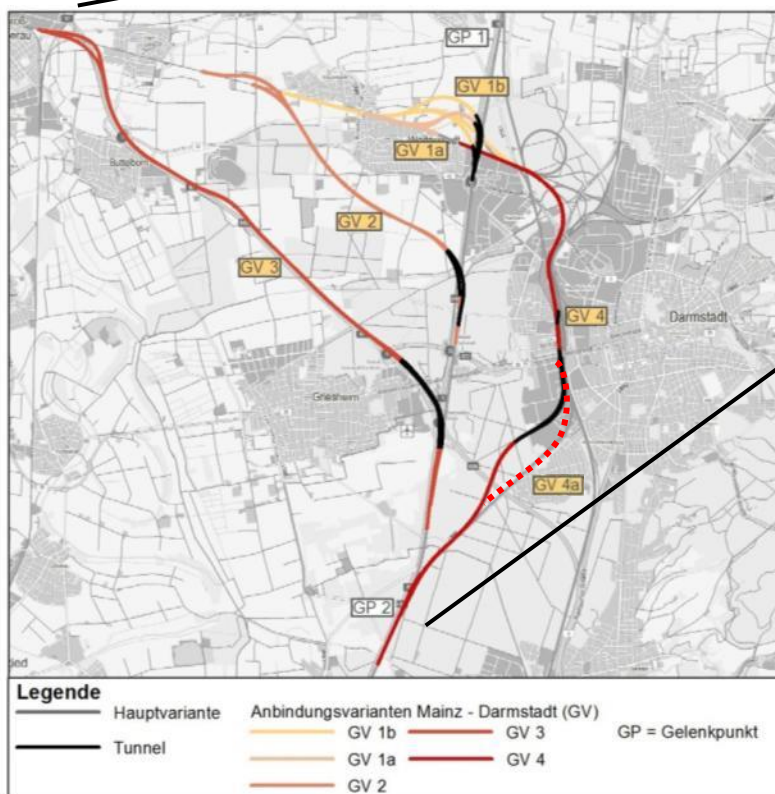 GP 1
GV 1b
GV 1a
Büttelborn
GV 2
GV 3
GV 4
Darmstadt
Griesheim
GV 4a
GP 2
Legende
Hauptvariante
Tunnel
Anbindungsvarianten Mainz - Darmstadt (GV)
GV 1b
GV 1a
GV 2
GV 3
GV 4
GP = Gelenkpunkt